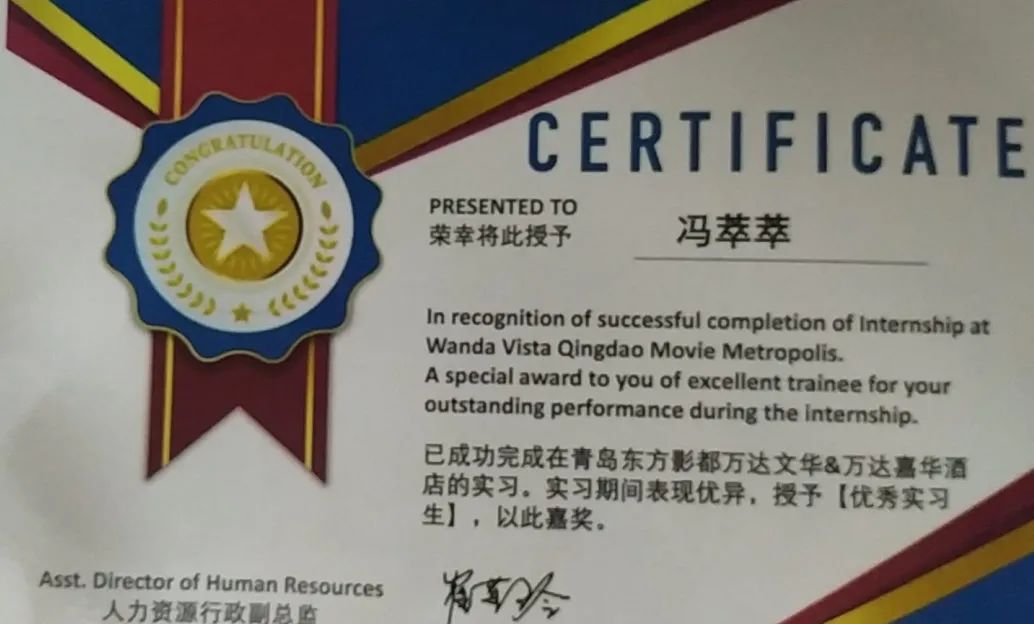 CONGRATULATION
CERTIFICATE
PRESENTED TO
荣幸将此授予
冯萃萃
In recognition of successful completion of Internship at
Wanda Vista Qingdao Movie Metropolis.
A special award to you of excellent trainee for your
outstanding performance during the internship.
已成功完成在青岛东方影都万达文华&万达嘉华酒
店的实习。实习期间表现优异，授予【优秀实习
生】，以此嘉奖。
Asst. Director of Human Resources
人力资源行政副总监